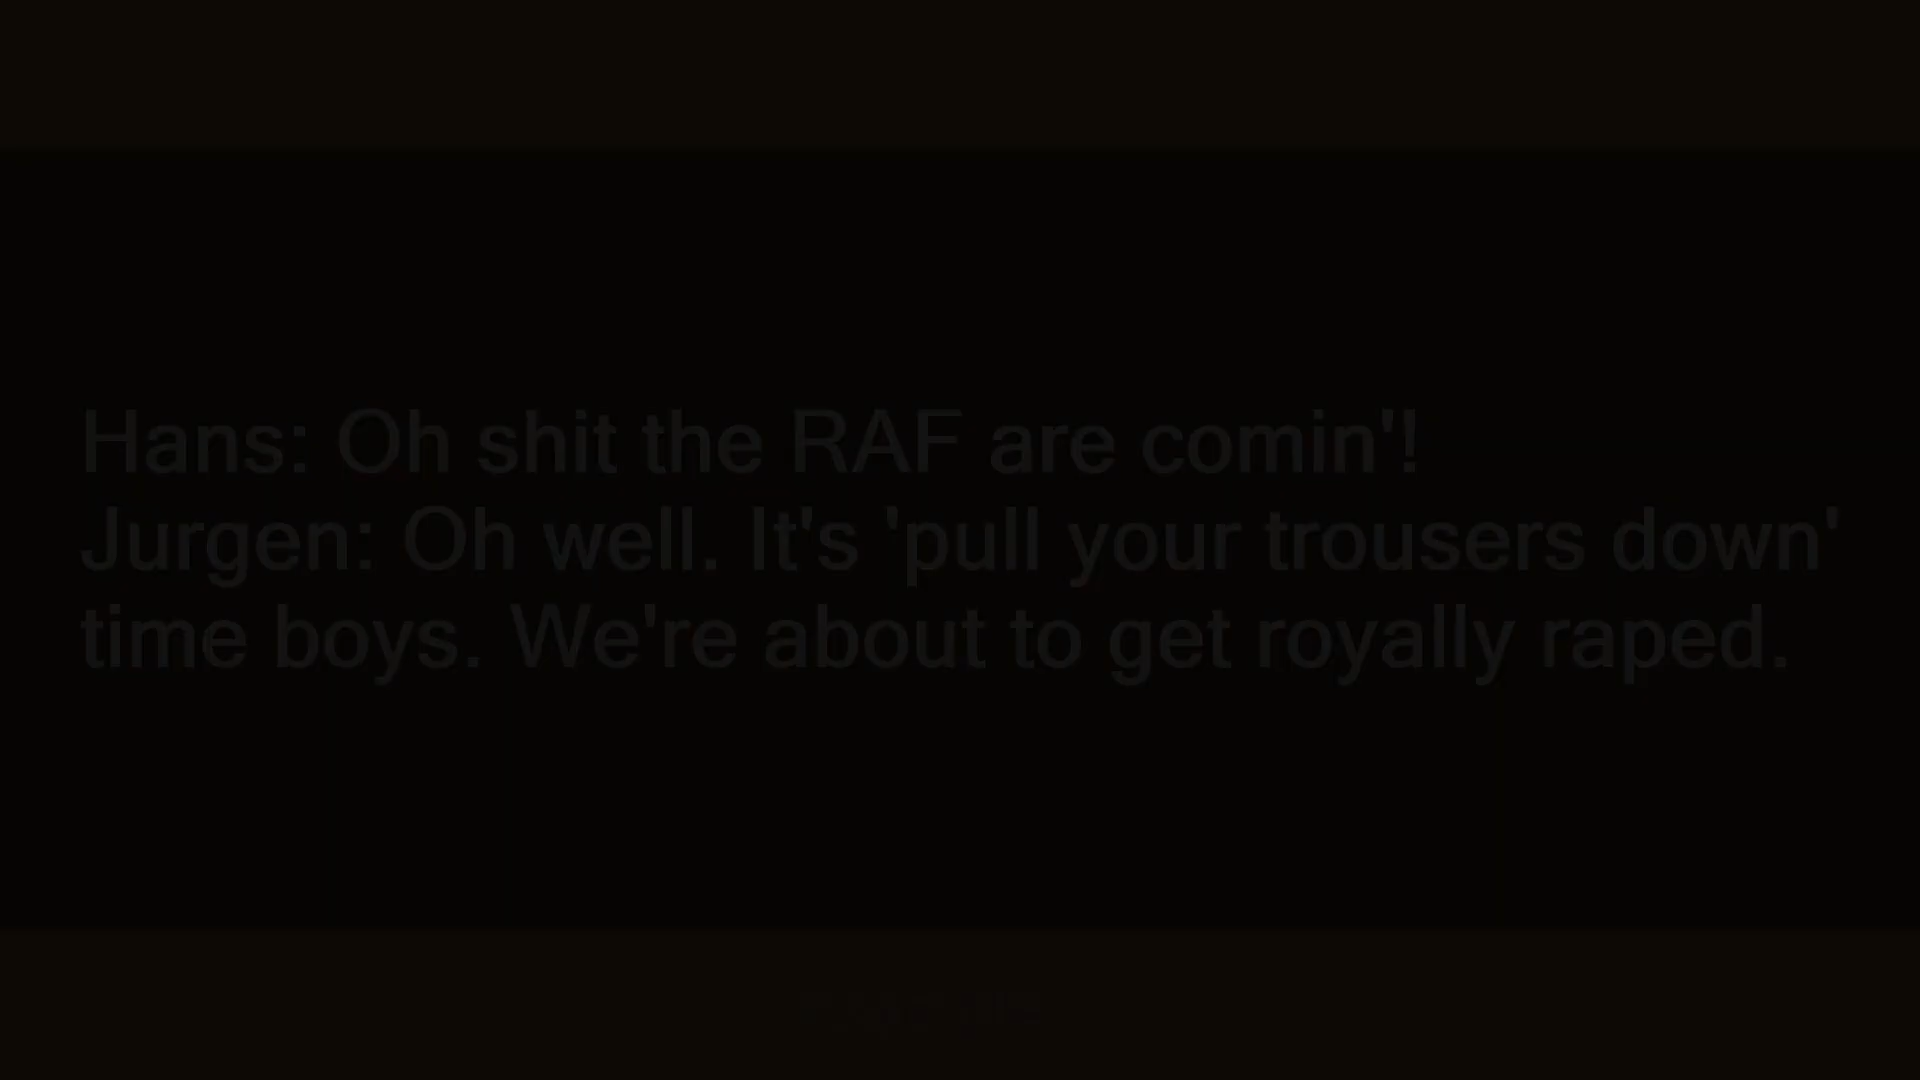 Hans: Oh shit the RAF are comin'!
Jurgen: Oh well. It's 'pull your trousers down'
time boys. We're about to get royally raped.